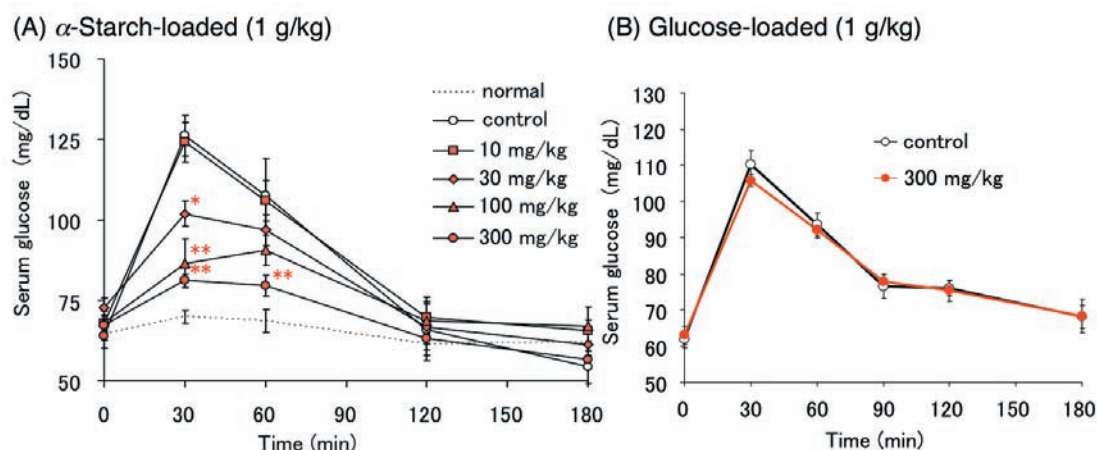 (A) α-Starch-loaded (1 g/kg)
150
125
100
75
50
Serum glucose (mg/dL)
0 30 60 90 120 150 180
Time (min)
normal
control
10 mg/kg
30 mg/kg
100 mg/kg
300 mg/kg
*
**
**
**
(B) Glucose-loaded (1 g/kg)
130
120
110
100
90
80
70
60
50
Serum glucose (mg/dL)
0 30 60 90 120 150 180
Time (min)
control
300 mg/kg